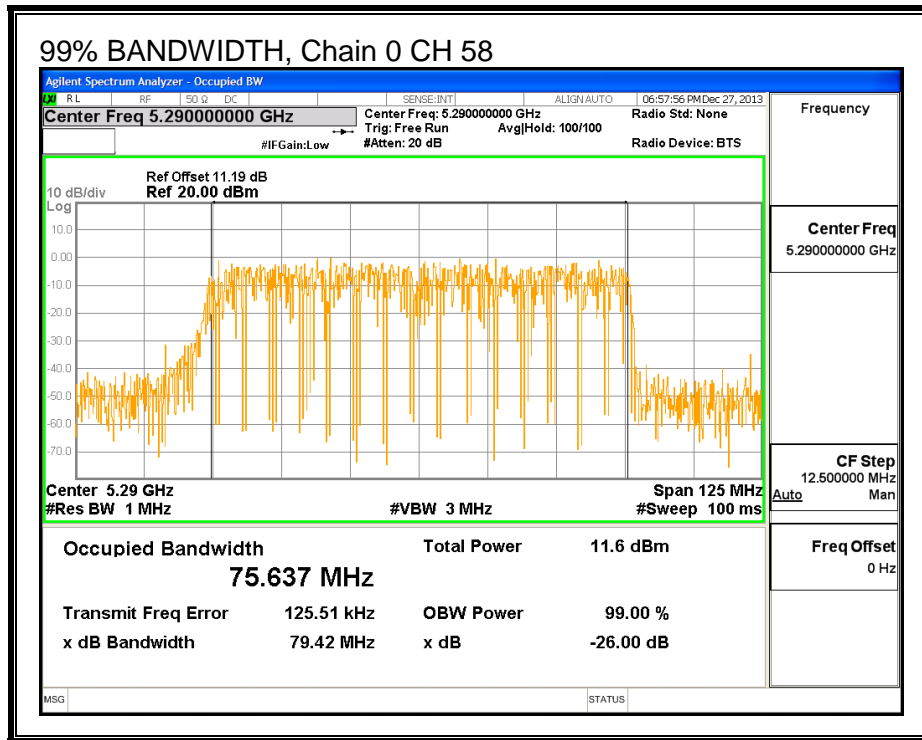 99% BANDWIDTH, Chain 0 CH 58
Agilent Spectrum Analyzer - Occupied BW
LXI RL RF 50 Ω DC SENSE:INT ALIGN AUTO 06:57:56 PM Dec 27, 2013
Center Freq 5.290000000 GHz
Center Freq: 5.290000000 GHz
Radio Std: None
Trig: Free Run Avg|Hold: 100/100
#IFGain:Low #Atten: 20 dB Radio Device: BTS
Ref Offset 11.19 dB
10 dB/div Ref 20.00 dBm
Log
10.0
0.00
-10.0
-20.0
-30.0
-40.0
-50.0
-60.0
-70.0
Center 5.29 GHz Span 125 MHz
#Res BW 1 MHz #VBW 3 MHz #Sweep 100 ms
Occupied Bandwidth Total Power 11.6 dBm
75.637 MHz
Transmit Freq Error 125.51 kHz OBW Power 99.00 %
x dB Bandwidth 79.42 MHz x dB -26.00 dB
MSG STATUS
Frequency
Center Freq
5.290000000 GHz
CF Step
12.500000 MHz
Auto Man
Freq Offset
0 Hz